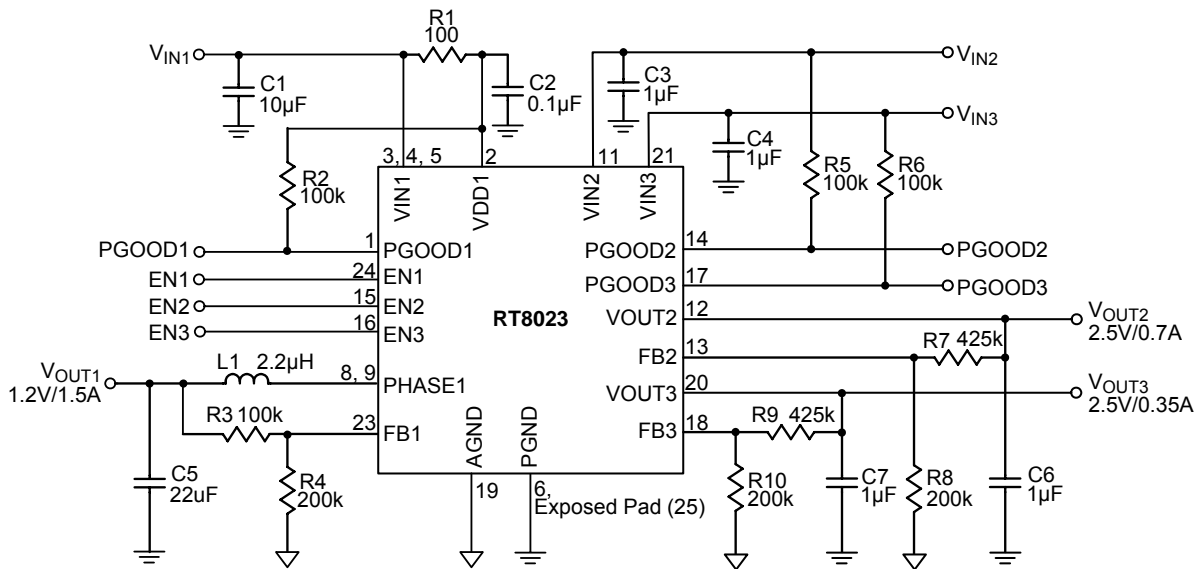 R1
100
VIN1
C1
10µF
C2
0.1µF
C3
1µF
VIN2
VIN3
C4
1µF
R2
100k
3, 4, 5
2
11
21
R5
100k
R6
100k
VIN1
VDD1
VIN2
VIN3
PGOOD1
1
PGOOD1
PGOOD2
14
PGOOD2
EN1
24
EN1
PGOOD3
17
PGOOD3
EN2
15
EN2
RT8023
VOUT2
12
VOUT2
2.5V/0.7A
EN3
16
EN3
R7 425k
FB2
13
VOUT1
1.2V/1.5A
L1 2.2µH
8, 9
PHASE1
VOUT3
20
VOUT3
2.5V/0.35A
R3 100k
23
FB1
FB3
18
R9 425k
AGND
PGND
C5
22uF
R4
200k
19
6,
Exposed Pad (25)
R10
200k
C7
1µF
R8
200k
C6
1µF